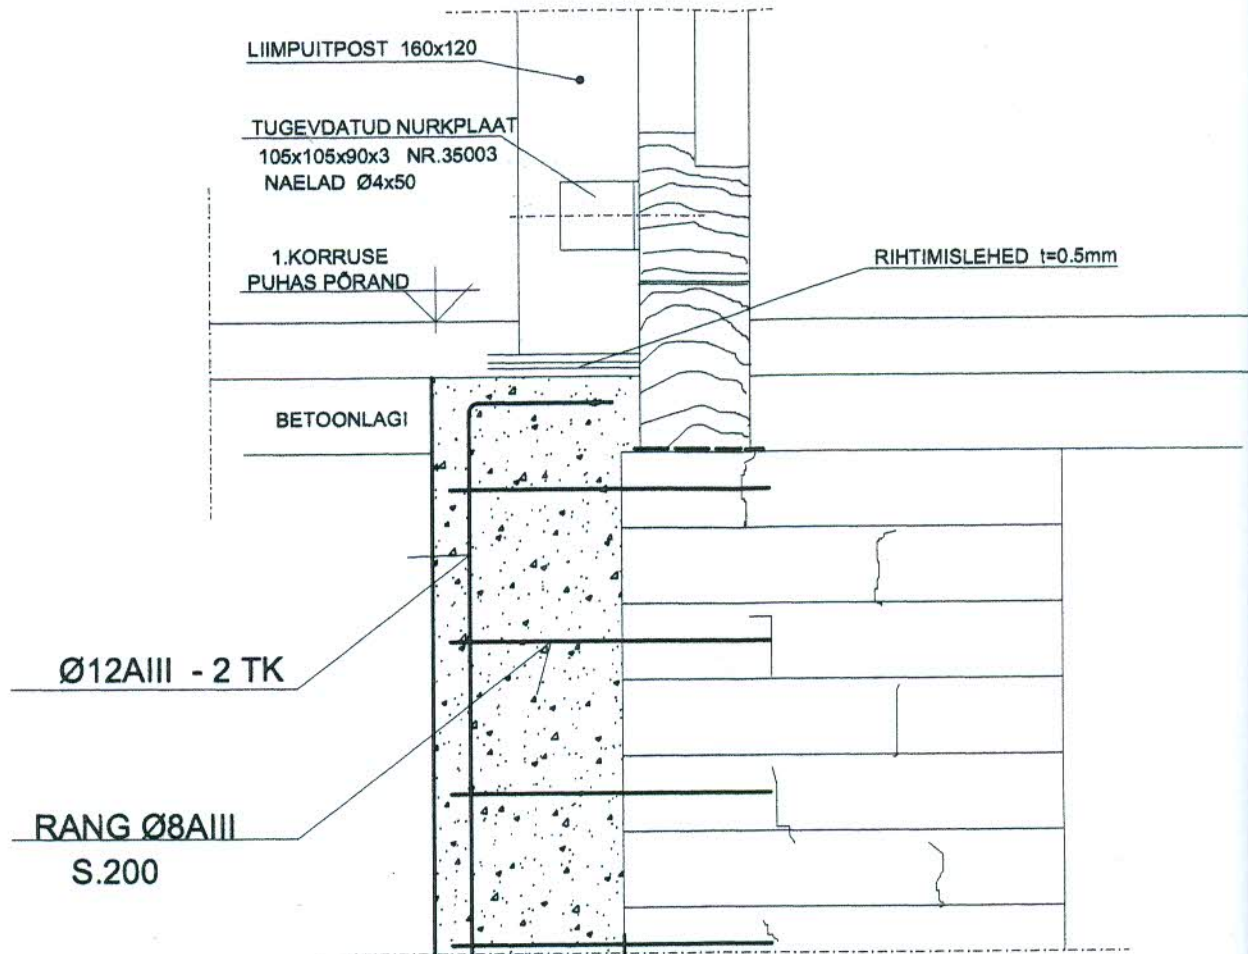 LIIMPUITPOST 160x120
TUGEVDATUD NURKPLAAT
105x105x90x3 NR.35003
NAELAD Ø4x50
1.KORRUSE
PUHAS PÕRAND
RIHTIMISLEHED t=0.5mm
BETOONLAGI
Ø12AIII - 2 TK
RANG Ø8AIII
S.200